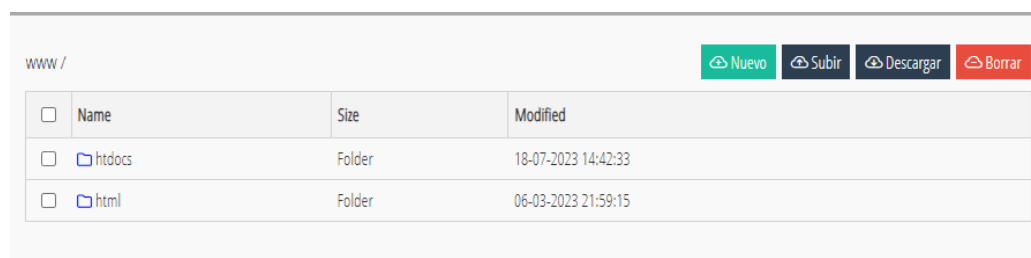 www /
Nuevo Subir Descargar Borrar
Name Size Modified
htdocs Folder 18-07-2023 14:42:33
html Folder 06-03-2023 21:59:15